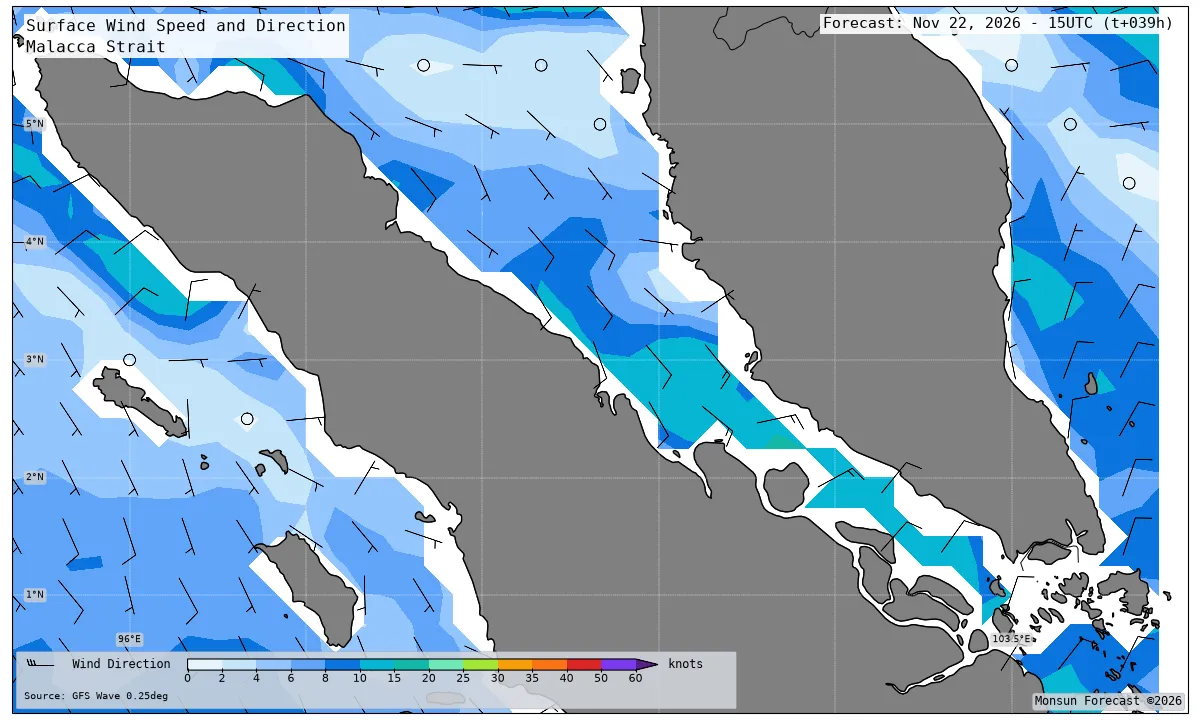 Surface Wind Speed and Direction
Malacca Strait
Forecast: Nov 22, 2026 - 15UTC (t+039h)
5°N
4°N
3°N
2°N
1°N
96°E
103.5°E
Wind Direction
knots
0 2 4 6 8 10 15 20 25 30 35 40 50 60
Source: GFS Wave 0.25deg
Monsun Forecast ©2026